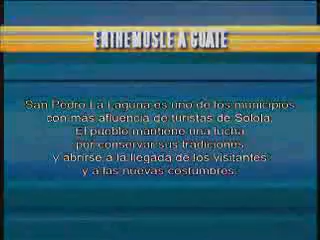 ENTREMOSLE A GUATE
San Pedro La Laguna es uno de los municipios
con más afluencia de turistas de Sololá.
El pueblo mantiene una lucha
por conservar sus tradiciones
y abrirse a la llegada de los visitantes
y a las nuevas costumbres.